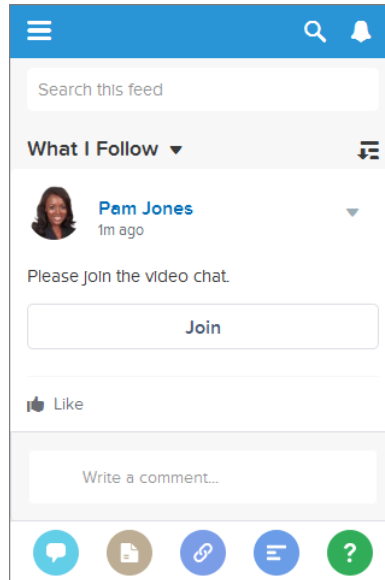 Search this feed
What I Follow
Pam Jones
1m ago
Please join the video chat.
Join
Like
Write a comment...
?